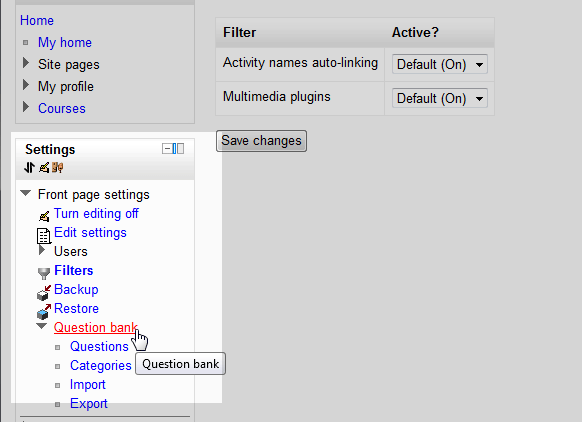 Home
My home
Site pages
My profile
Courses
Filter Active?
Activity names auto-linking Default (On)
Multimedia plugins Default (On)
Save changes
Settings
Front page settings
Turn editing off
Edit settings
Users
Filters
Backup
Restore
Question bank
Questions
Categories
Question bank
Import
Export